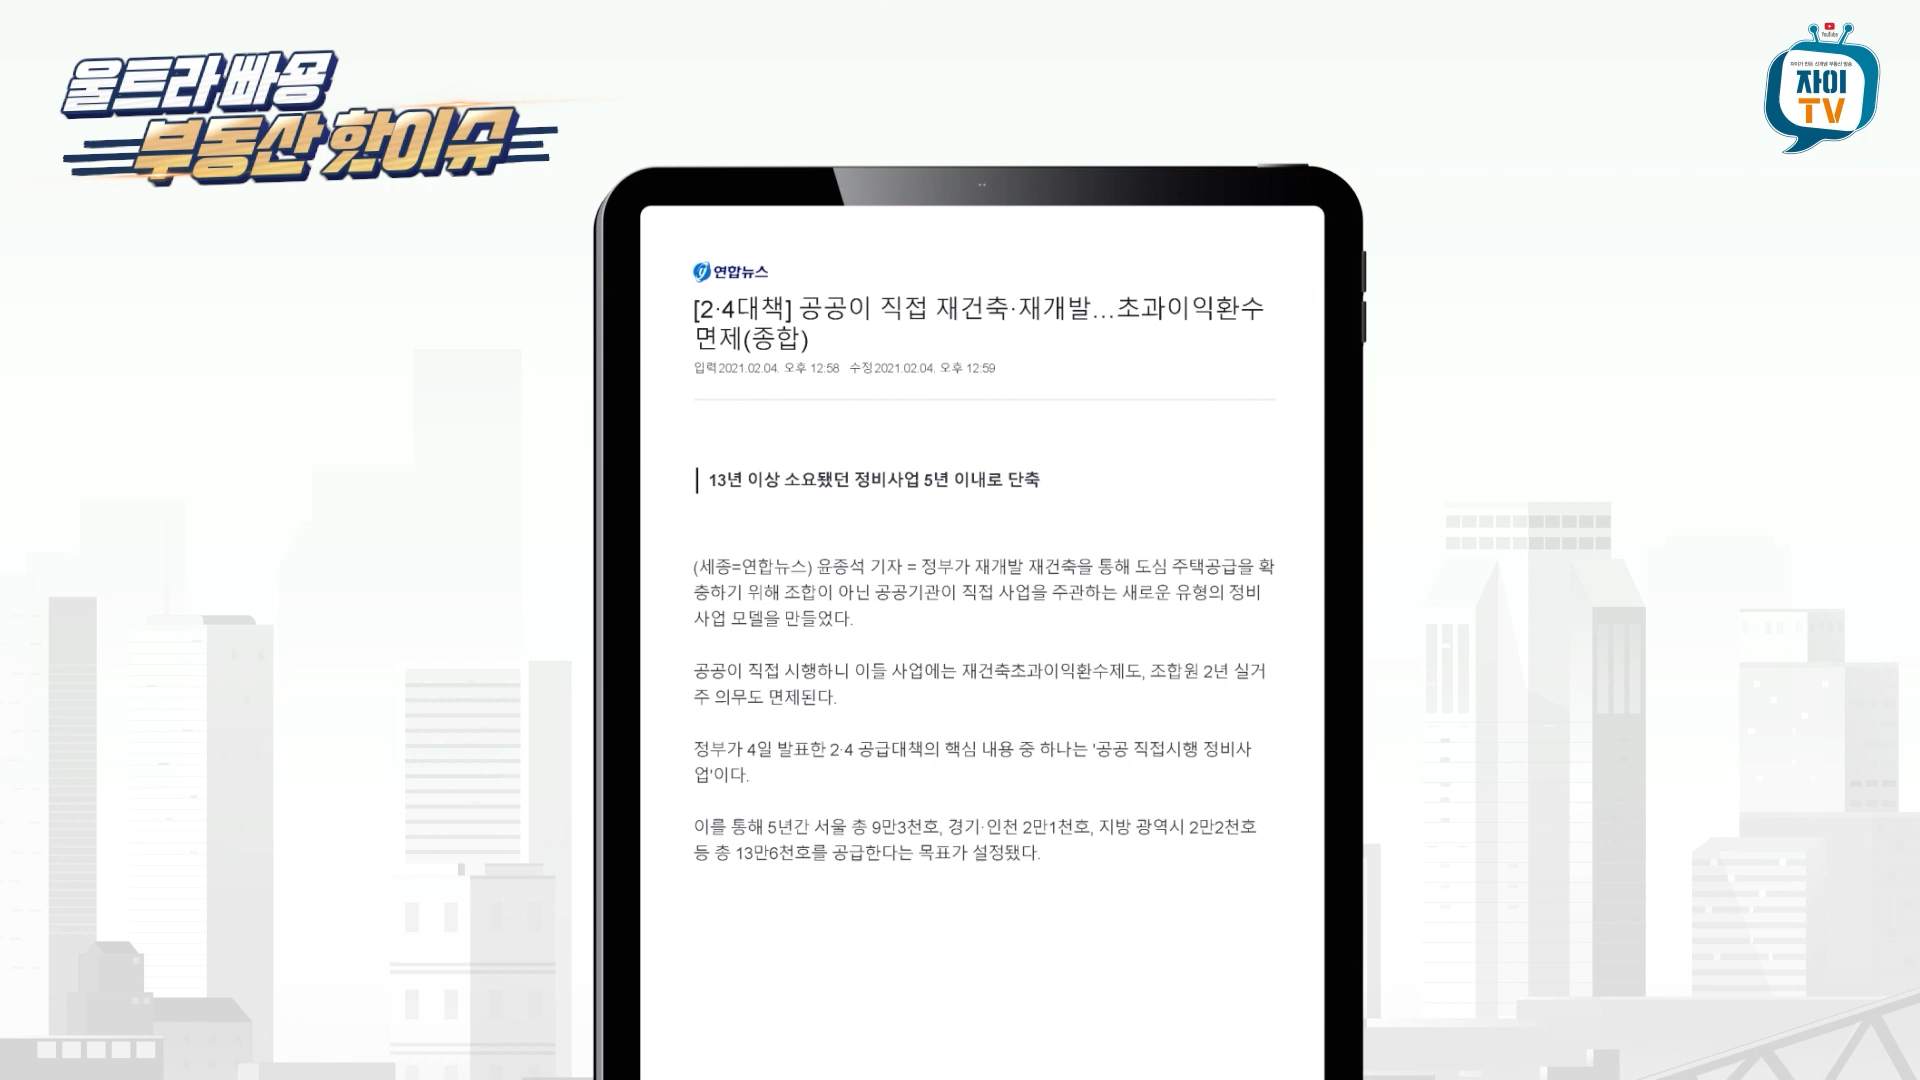 울트라 빠용
부동산 핫이슈
YouTube
자이TV
연합뉴스
[2·4대책] 공공이 직접 재건축·재개발…초과이익환수
면제(종합)
입력 2021.02.04. 오후 12:58 수정 2021.02.04. 오후 12:59
13년 이상 소요됐던 정비사업 5년 이내로 단축
(세종=연합뉴스) 윤종석 기자 = 정부가 재개발 재건축을 통해 도심 주택공급을 확
충하기 위해 조합이 아닌 공공기관이 직접 사업을 주관하는 새로운 유형의 정비
사업 모델을 만들었다.
공공이 직접 시행하니 이들 사업에는 재건축초과이익환수제도, 조합원 2년 실거
주 의무도 면제된다.
정부가 4일 발표한 2·4 공급대책의 핵심 내용 중 하나는 '공공 직접시행 정비사
업'이다.
이를 통해 5년간 서울 총 9만3천호, 경기·인천 2만1천호, 지방 광역시 2만2천호
등 총 13만6천호를 공급한다는 목표가 설정됐다.